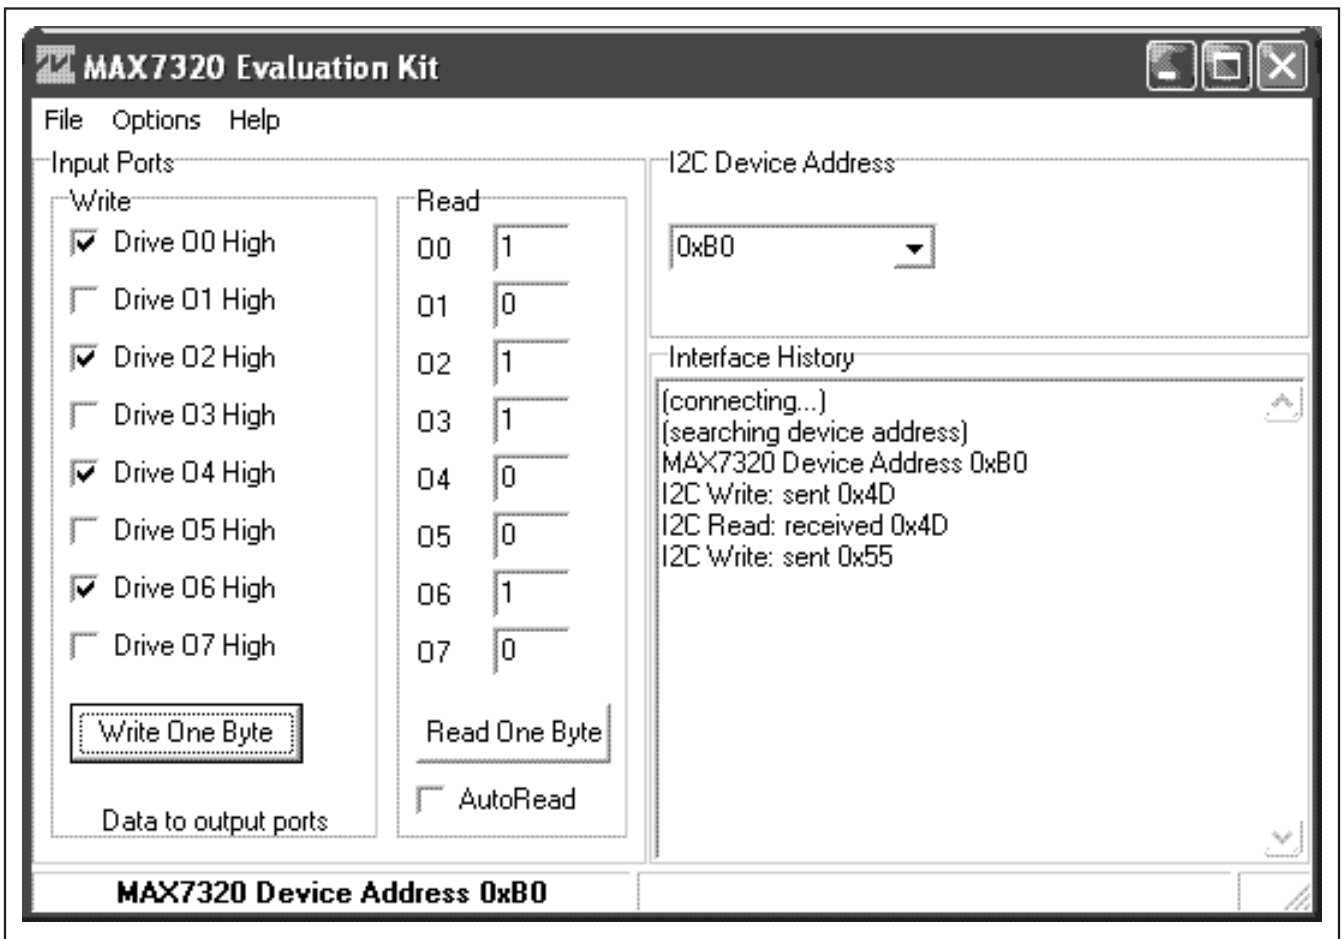 MAX7320 Evaluation Kit
File Options Help
Input Ports
Write
Drive O0 High
Drive O1 High
Drive O2 High
Drive O3 High
Drive O4 High
Drive O5 High
Drive O6 High
Drive O7 High
Write One Byte
Data to output ports
Read
O0 1
O1 0
O2 1
O3 1
O4 0
O5 0
O6 1
O7 0
Read One Byte
AutoRead
I2C Device Address
0xB0
Interface History
(connecting...)
(searching device address)
MAX7320 Device Address 0xB0
I2C Write: sent 0x4D
I2C Read: received 0x4D
I2C Write: sent 0x55
MAX7320 Device Address 0xB0